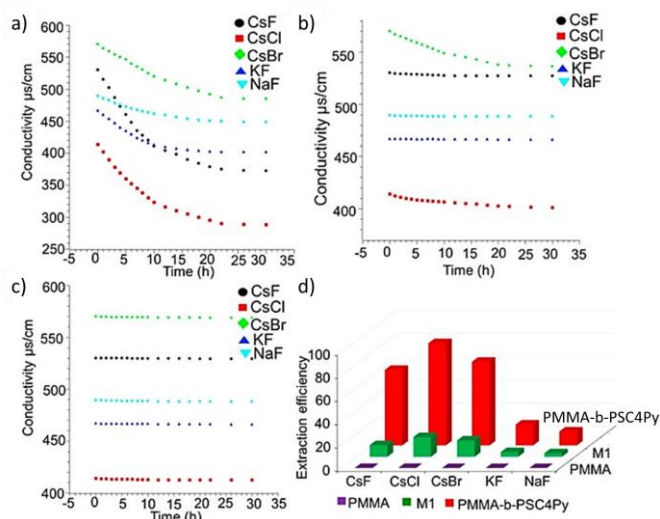 a)
600
550
500
450
400
350
300
250
-5 0 5 10 15 20 25 30 35
Time (h)
Conductivity µs/cm
CsF
CsCl
CsBr
KF
NaF
b)
550
500
450
400
-5 0 5 10 15 20 25 30 35
Time (h)
Conductivity µs/cm
CsF
CsCl
CsBr
KF
NaF
c)
600
550
500
450
400
-5 0 5 10 15 20 25 30 35
Time (h)
Conductivity µs/cm
CsF
CsCl
CsBr
KF
NaF
d)
100
80
60
40
20
0
Extraction efficiency
CsF CsCl CsBr KF NaF
PMMA-b-PSC4Py
M1
PMMA
PMMA M1 PMMA-b-PSC4Py